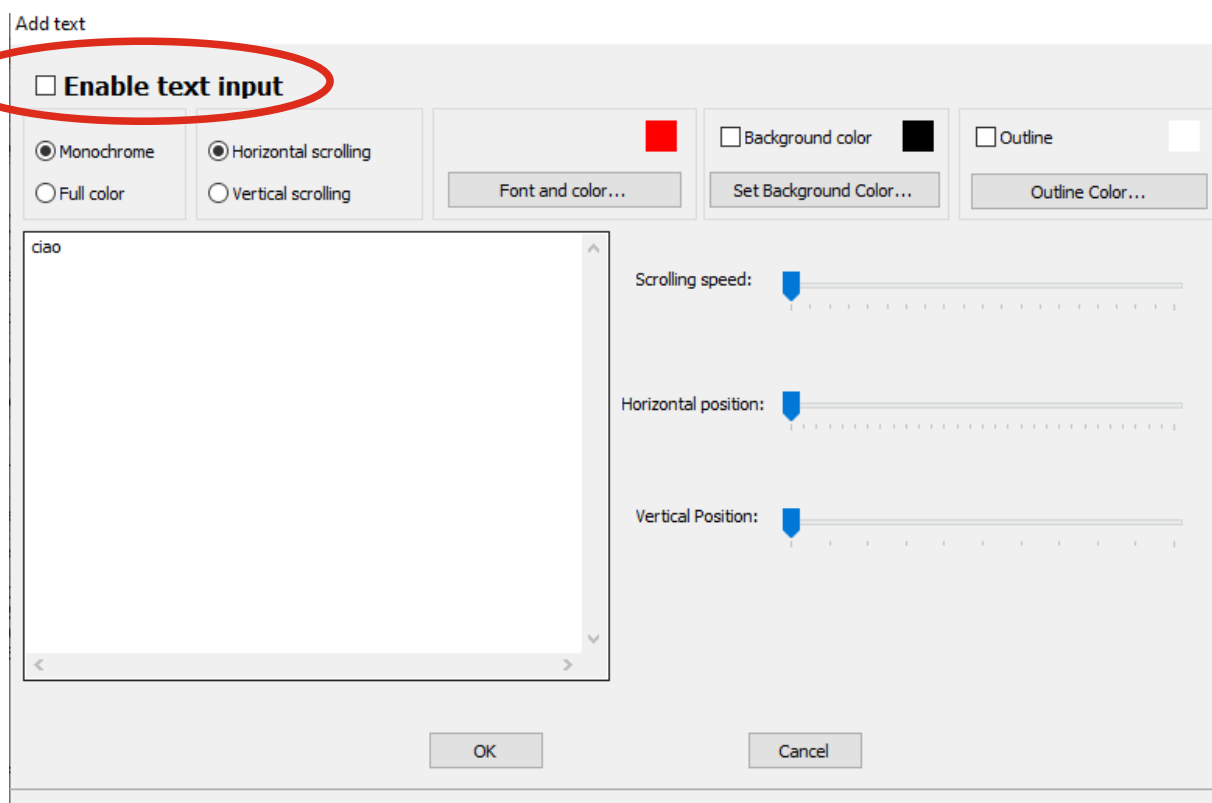 Add text
Enable text input
Monochrome
Full color
Horizontal scrolling
Vertical scrolling
Font and color...
Background color
Set Background Color...
Outline
Outline Color...
ciao
Scrolling speed:
Horizontal position:
Vertical Position:
OK
Cancel